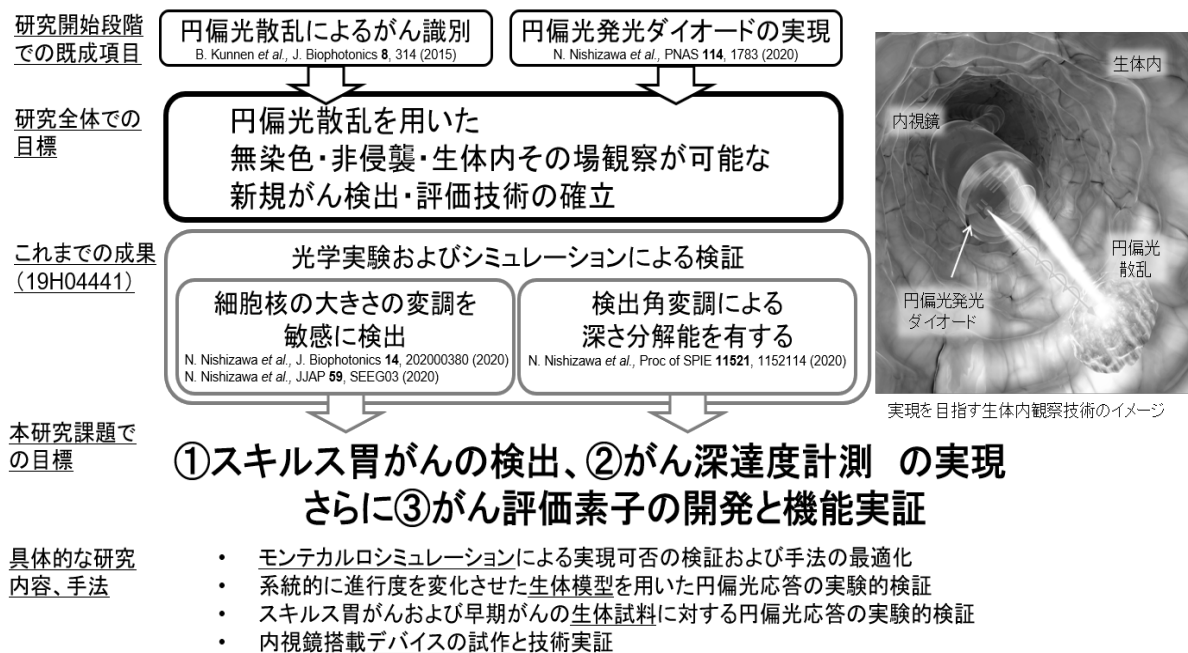 研究開始段階
での既成項目
円偏光散乱によるがん識別
B. Kunnen et al., J. Biophotonics 8, 314 (2015)
円偏光発光ダイオードの実現
N. Nishizawa et al., PNAS 114, 1783 (2020)
研究全体での
目標
円偏光散乱を用いた
無染色・非侵襲・生体内その場観察が可能な
新規がん検出・評価技術の確立
これまでの成果
(19H04441)
光学実験およびシミュレーションによる検証
細胞核の大きさの変調を
敏感に検出
N. Nishizawa et al., J. Biophotonics 14, 202000380 (2020)
N. Nishizawa et al., JJAP 59, SEEG03 (2020)
検出角変調による
深さ分解能を有する
N. Nishizawa et al., Proc of SPIE 11521, 1152114 (2020)
生体内
内視鏡
円偏光
散乱
円偏光発光
ダイオード
実現を目指す生体内観察技術のイメージ
本研究課題で
の目標
①スキルス胃がんの検出、②がん深達度計測 の実現
さらに③がん評価素子の開発と機能実証
具体的な研究
内容、手法
• モンテカルロシミュレーションによる実現可否の検証および手法の最適化
• 系統的に進行度を変化させた生体模型を用いた円偏光応答の実験的検証
• スキルス胃がんおよび早期がんの生体試料に対する円偏光応答の実験的検証
• 内視鏡搭載デバイスの試作と技術実証